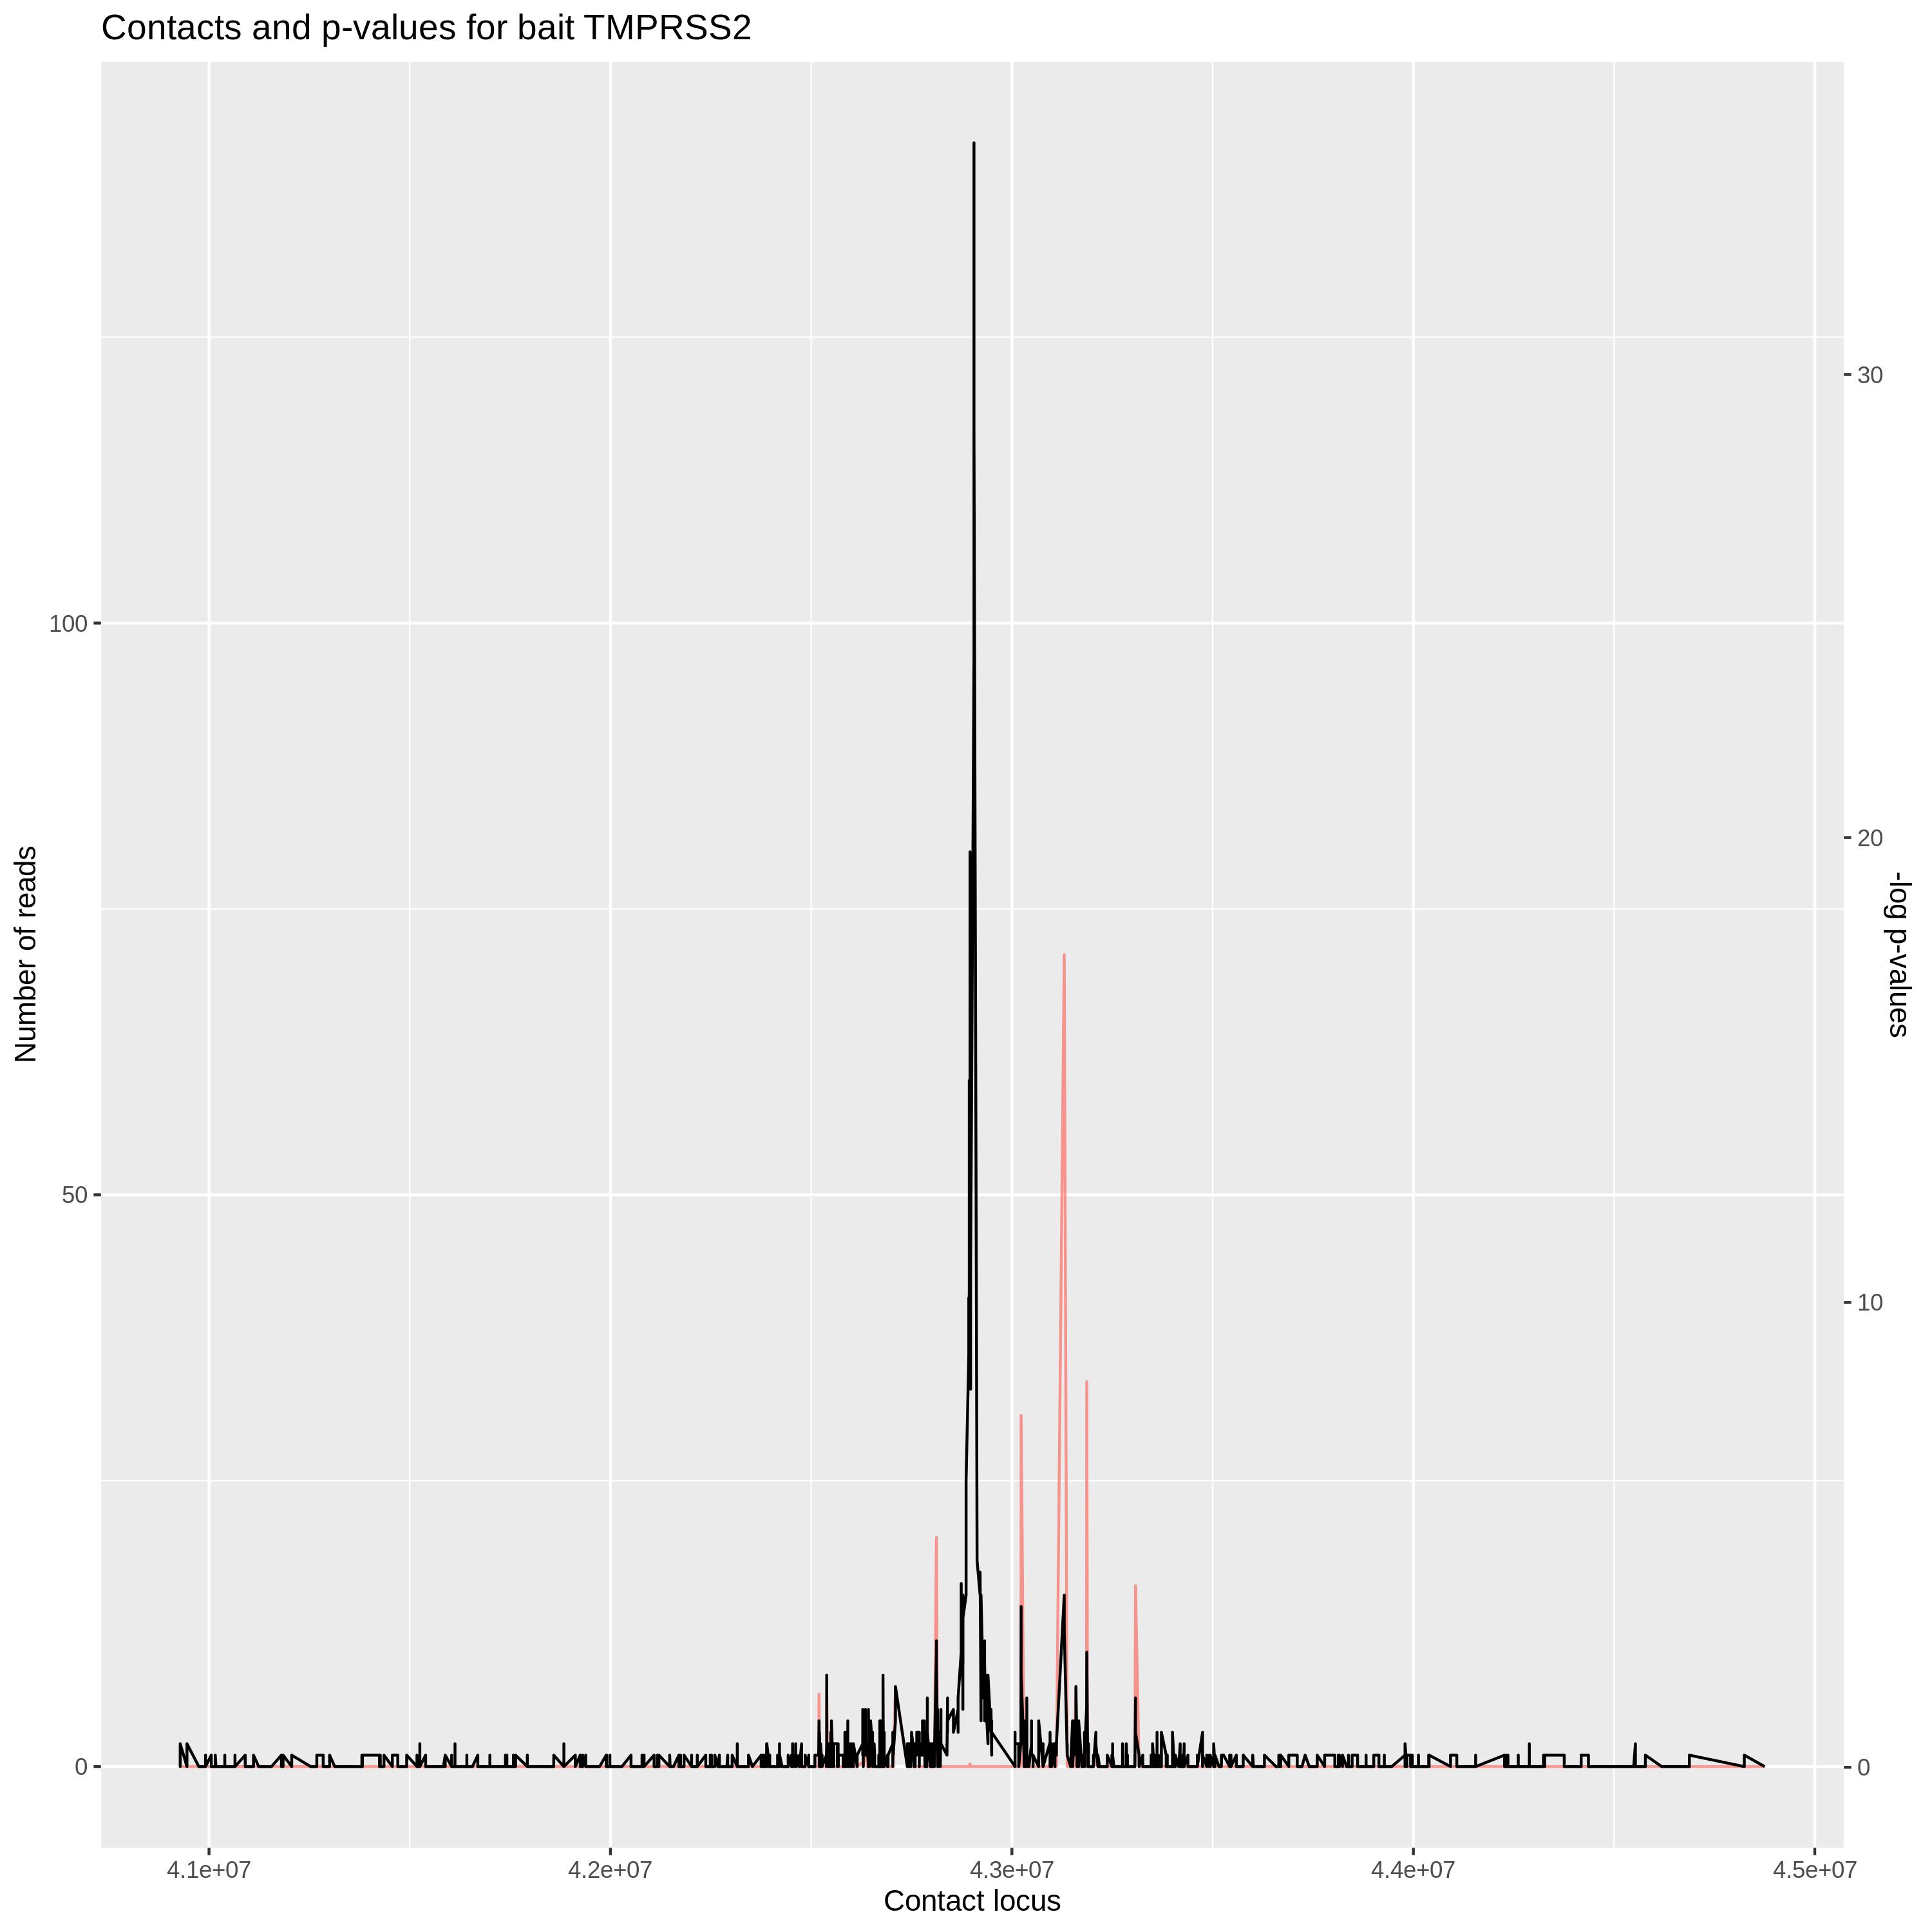 Contacts and p-values for bait TMPRSS2
Number of reads
100
50
0
30
20
10
0
-log p-values
4.1e+07 4.2e+07 4.3e+07 4.4e+07 4.5e+07
Contact locus